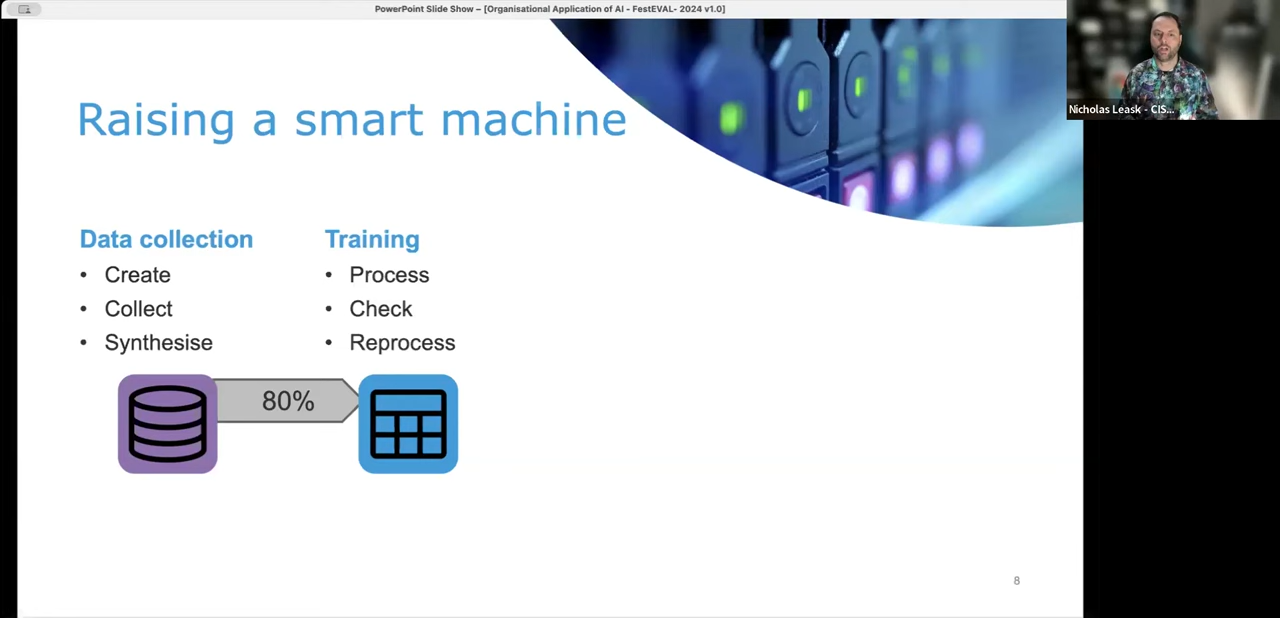 PowerPoint Slide Show – [Organisational Application of AI - FestEVAL- 2024 v1.0]
Nicholas Leask - CIS...
Raising a smart machine
Data collection
• Create
• Collect
• Synthesise
Training
• Process
• Check
• Reprocess
80%
8